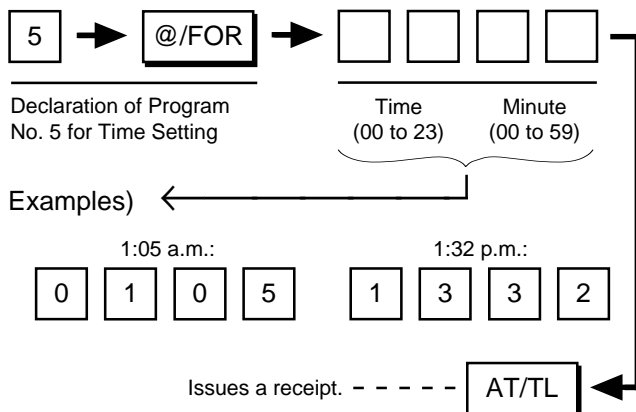 5 @/FOR
Declaration of Program
No. 5 for Time Setting
Time Minute
(00 to 23) (00 to 59)
Examples)
1:05 a.m.: 1:32 p.m.:
0 1 0 5 1 3 3 2
Issues a receipt. AT/TL